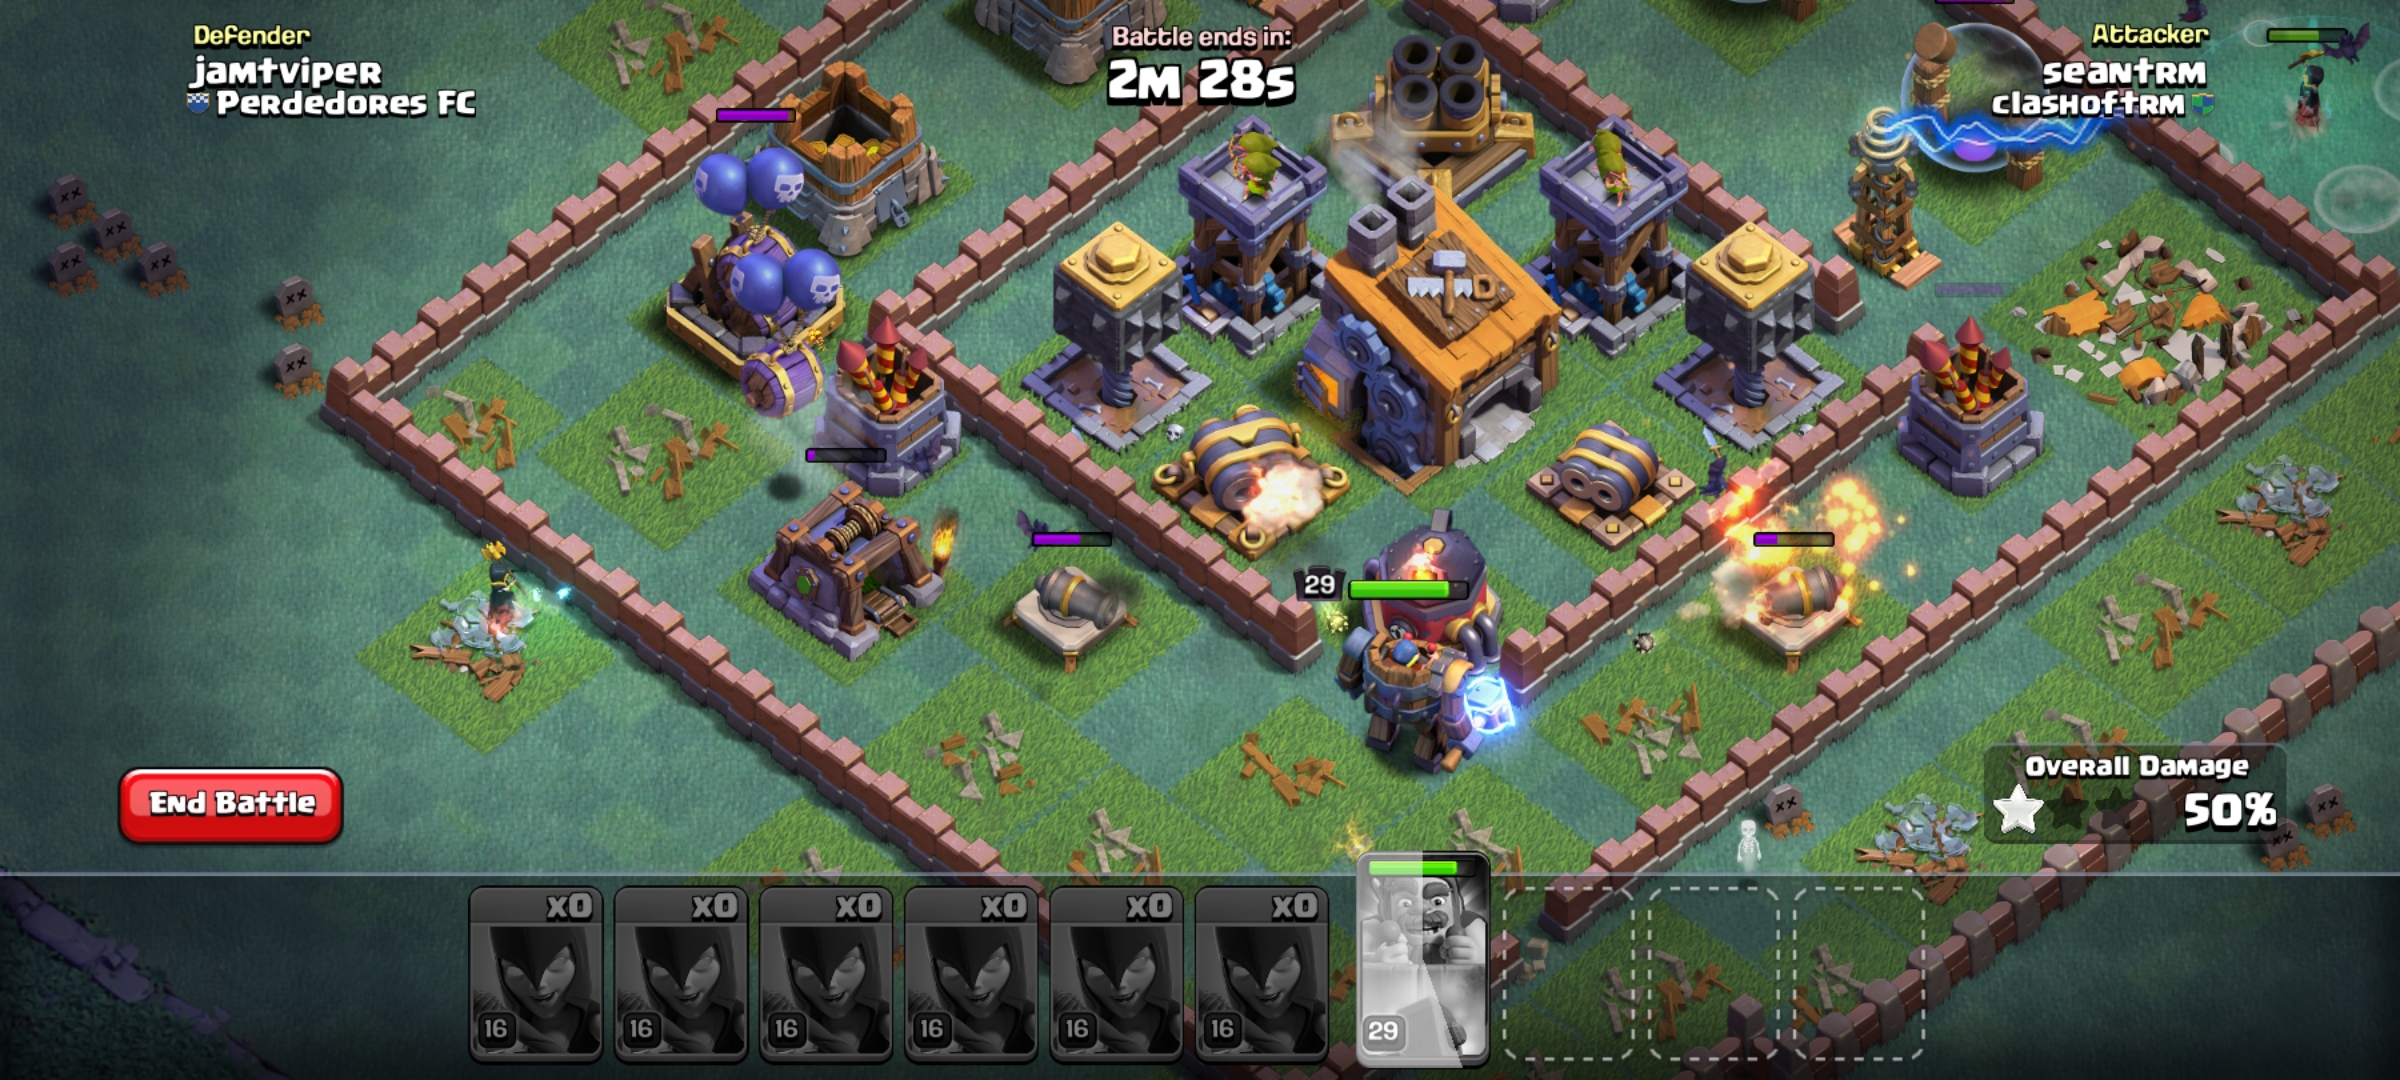 Defender
jamtviper
Perdedores FC
Battle ends in:
2m 28s
Attacker
seantrm
clashoftrm
29
End Battle
Overall Damage
50%
x0 x0 x0 x0 x0 x0
16 16 16 16 16 16 29